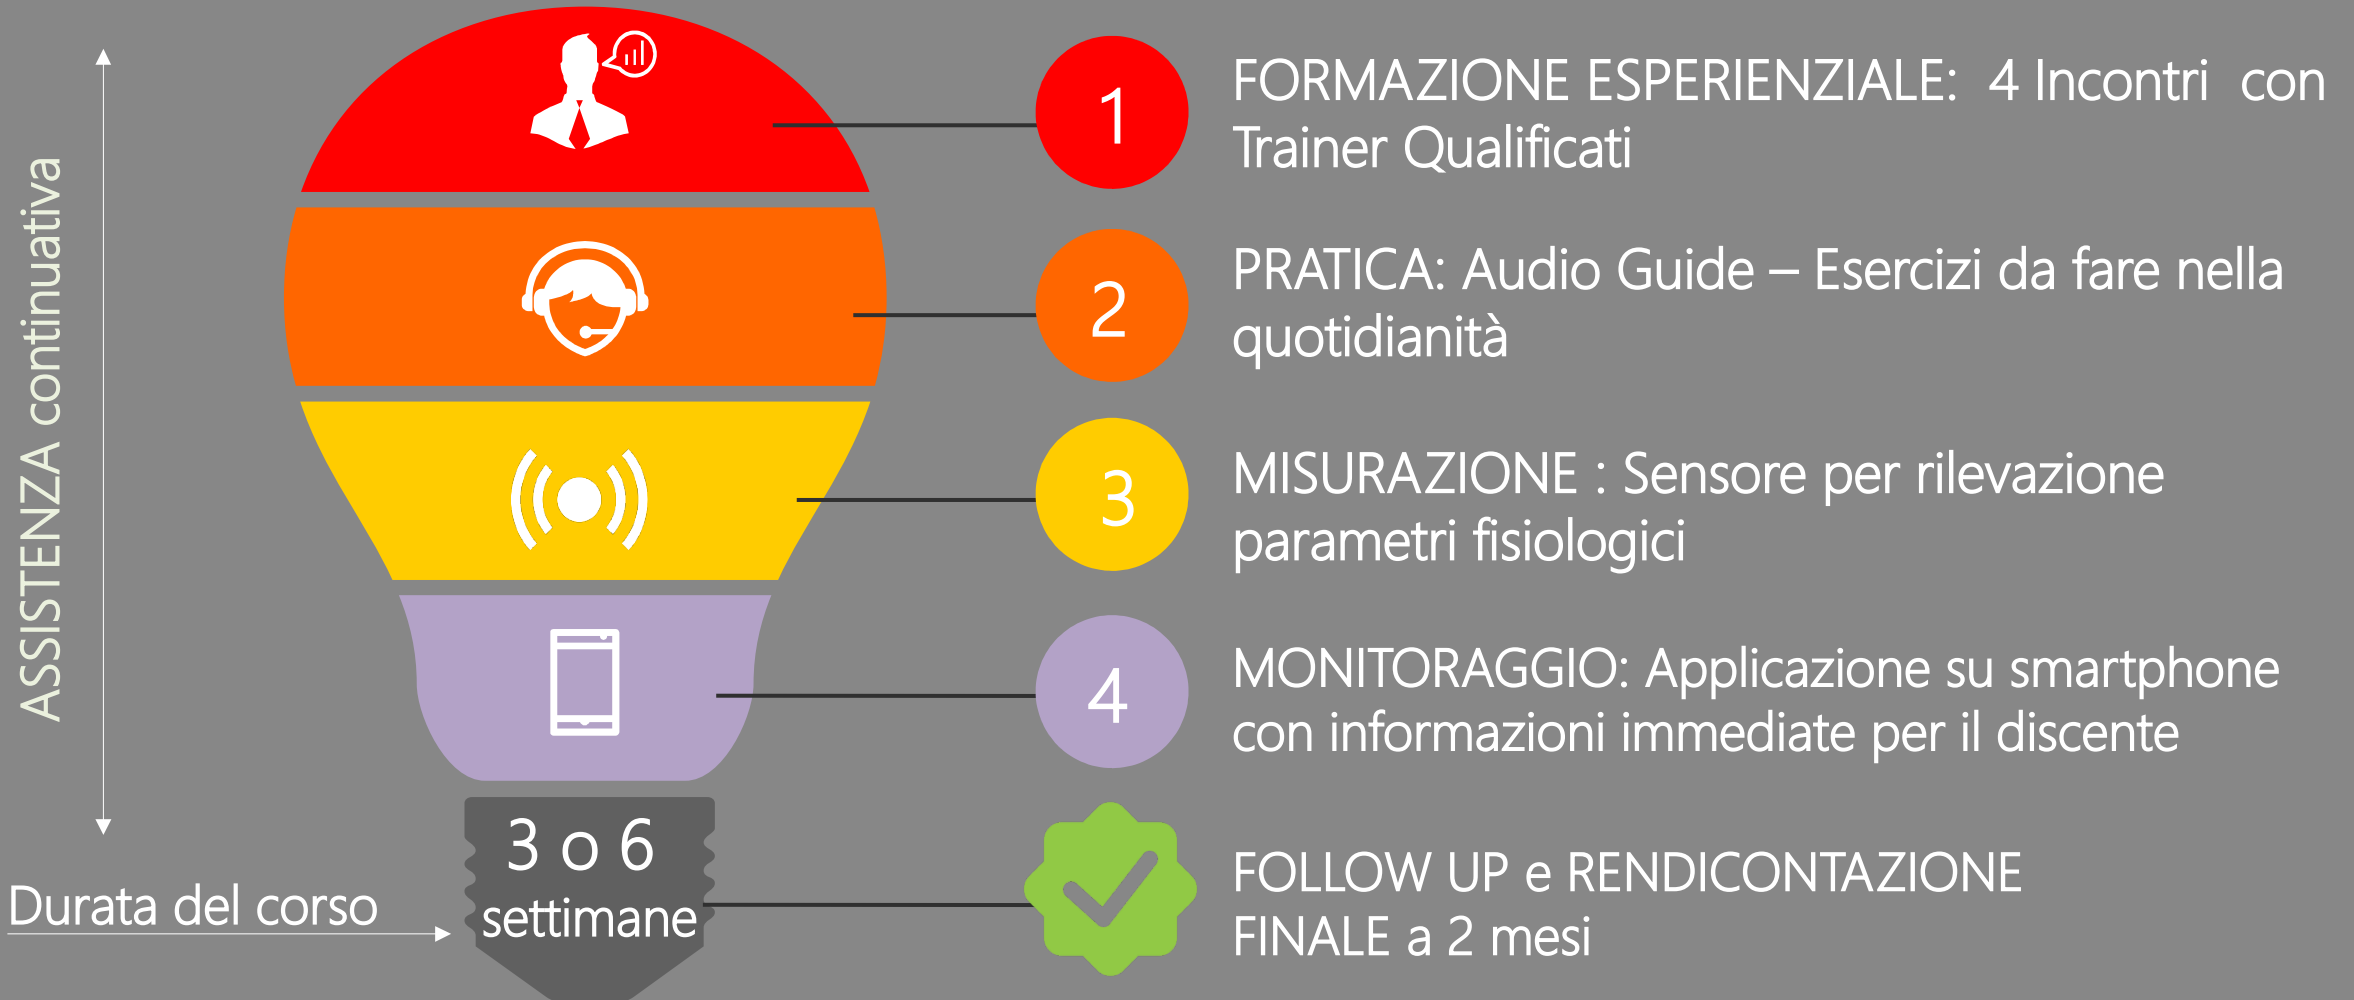 ASSISTENZA continuativa
1
FORMAZIONE ESPERIENZIALE: 4 Incontri con
Trainer Qualificati
2
PRATICA: Audio Guide – Esercizi da fare nella
quotidianità
3
MISURAZIONE : Sensore per rilevazione
parametri fisiologici
4
MONITORAGGIO: Applicazione su smartphone
con informazioni immediate per il discente
Durata del corso
3 o 6
settimane
FOLLOW UP e RENDICONTAZIONE
FINALE a 2 mesi